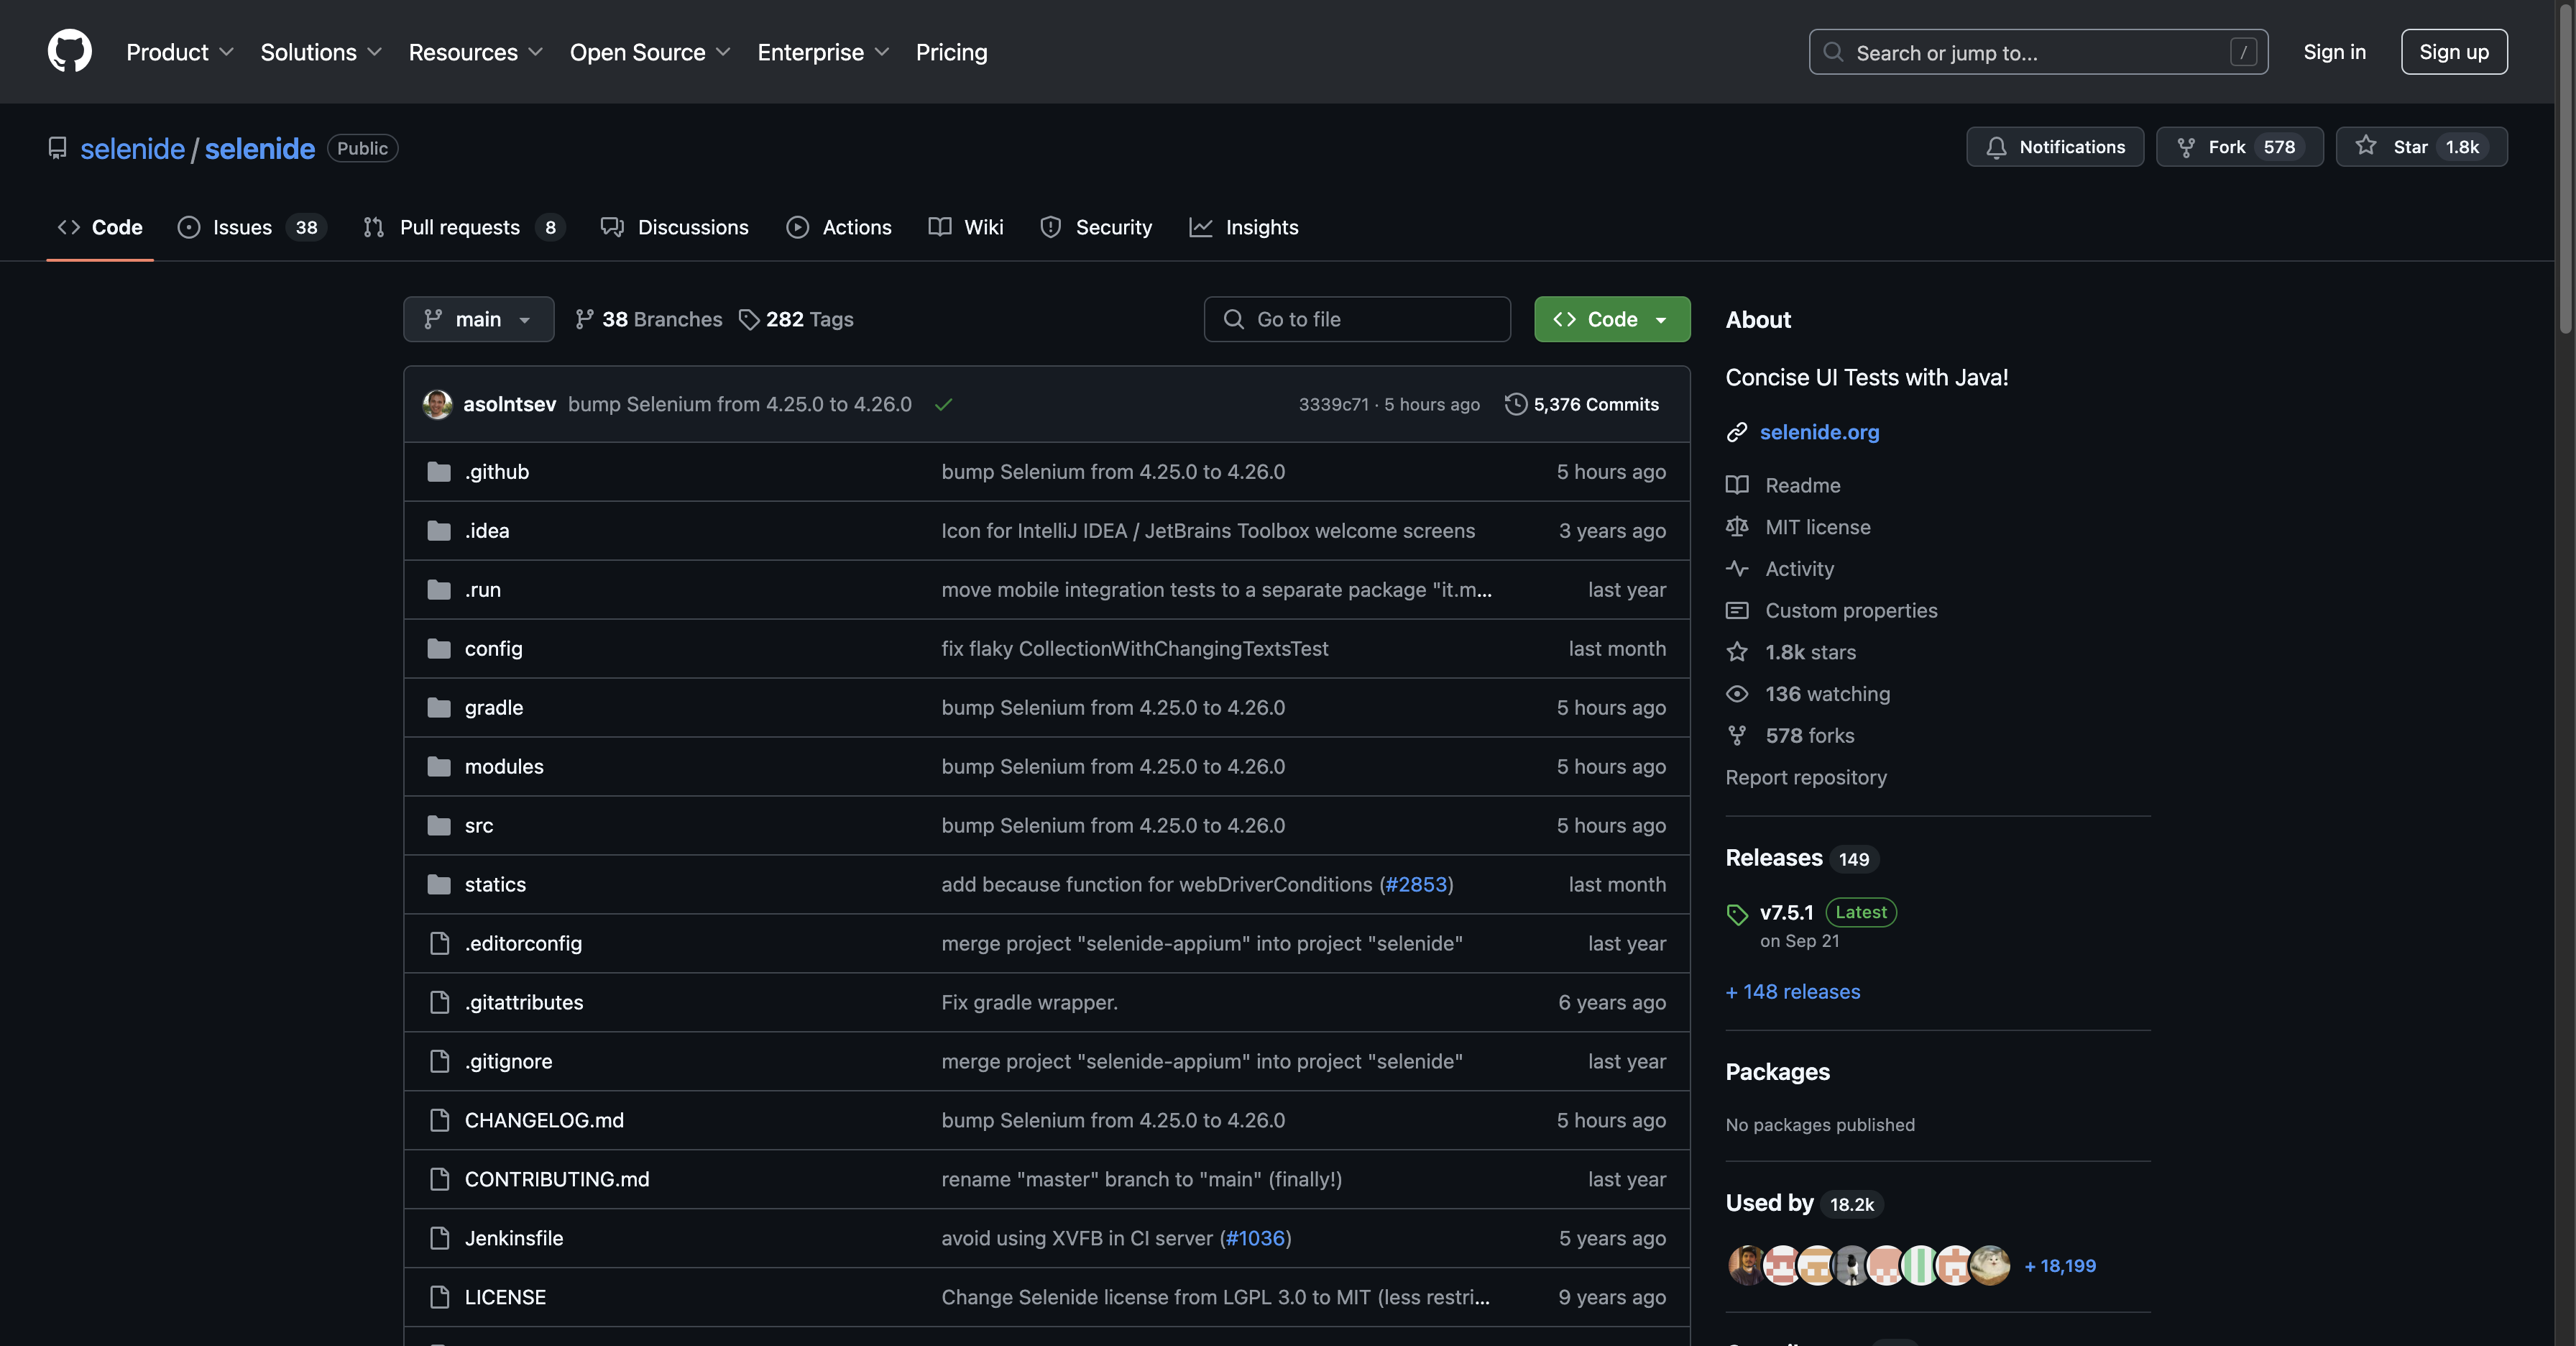 Product Solutions Resources Open Source Enterprise Pricing Search or jump to... / Sign in Sign up
selenide / selenide Public Notifications Fork 578 Star 1.8k
Code Issues 38 Pull requests 8 Discussions Actions Wiki Security Insights
main 38 Branches 282 Tags Go to file Code
asolntsev bump Selenium from 4.25.0 to 4.26.0 3339c71 · 5 hours ago 5,376 Commits
.github bump Selenium from 4.25.0 to 4.26.0 5 hours ago
.idea Icon for IntelliJ IDEA / JetBrains Toolbox welcome screens 3 years ago
.run move mobile integration tests to a separate package "it.m... last year
config fix flaky CollectionWithChangingTextsTest last month
gradle bump Selenium from 4.25.0 to 4.26.0 5 hours ago
modules bump Selenium from 4.25.0 to 4.26.0 5 hours ago
src bump Selenium from 4.25.0 to 4.26.0 5 hours ago
statics add because function for webDriverConditions (#2853) last month
.editorconfig merge project "selenide-appium" into project "selenide" last year
.gitattributes Fix gradle wrapper. 6 years ago
.gitignore merge project "selenide-appium" into project "selenide" last year
CHANGELOG.md bump Selenium from 4.25.0 to 4.26.0 5 hours ago
CONTRIBUTING.md rename "master" branch to "main" (finally!) last year
Jenkinsfile avoid using XVFB in CI server (#1036) 5 years ago
LICENSE Change Selenide license from LGPL 3.0 to MIT (less restri... 9 years ago
About
Concise UI Tests with Java!
selenide.org
Readme
MIT license
Activity
Custom properties
1.8k stars
136 watching
578 forks
Report repository
Releases 149
v7.5.1 Latest
on Sep 21
+ 148 releases
Packages
No packages published
Used by 18.2k
+ 18,199